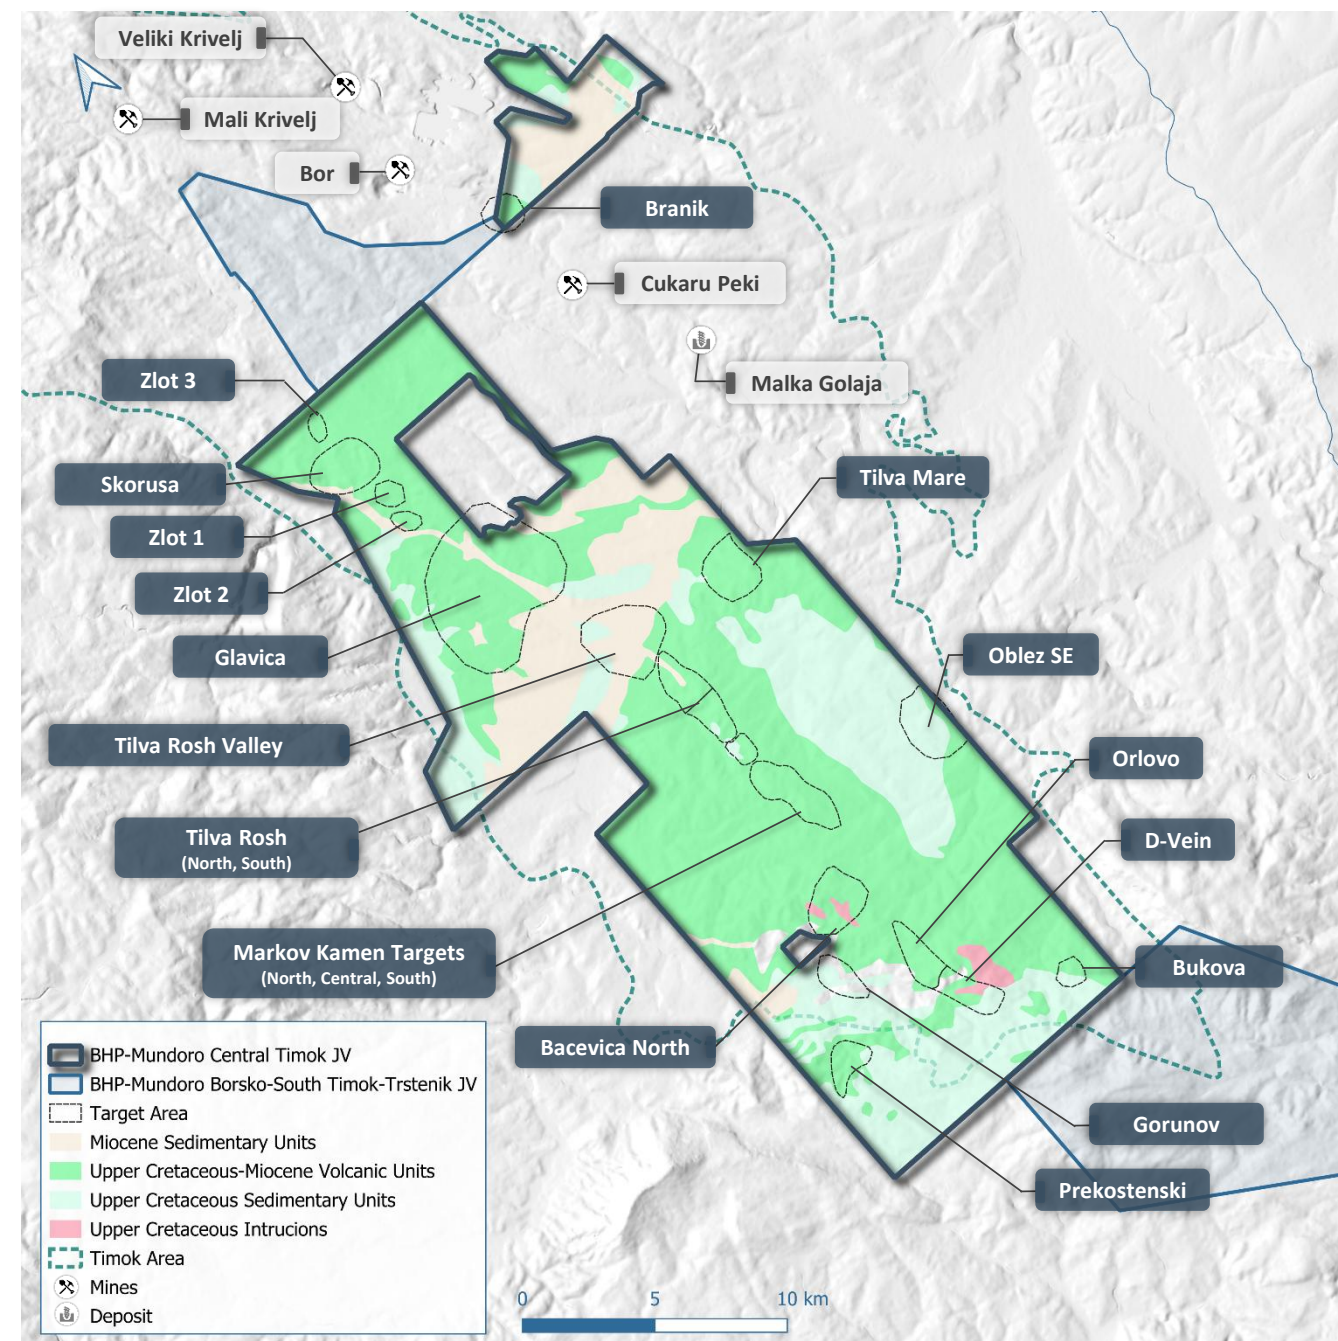 Veliki Krivelj
Mali Krivelj
Bor
Branik
Cukaru Peki
Malka Golaja
Zlot 3
Skorusa
Tilva Mare
Zlot 1
Zlot 2
Glavica
Oblez SE
Tilva Rosh Valley
Orlovo
Tilva Rosh
(North, South)
D-Vein
Markov Kamen Targets
(North, Central, South)
Bukova
Bacevica North
Gorunov
Prekostenski
BHP-Mundoro Central Timok JV
BHP-Mundoro Borsko-South Timok-Trstenik JV
Target Area
Miocene Sedimentary Units
Upper Cretaceous-Miocene Volcanic Units
Upper Cretaceous Sedimentary Units
Upper Cretaceous Intrucions
Timok Area
Mines
Deposit
0 5 10 km